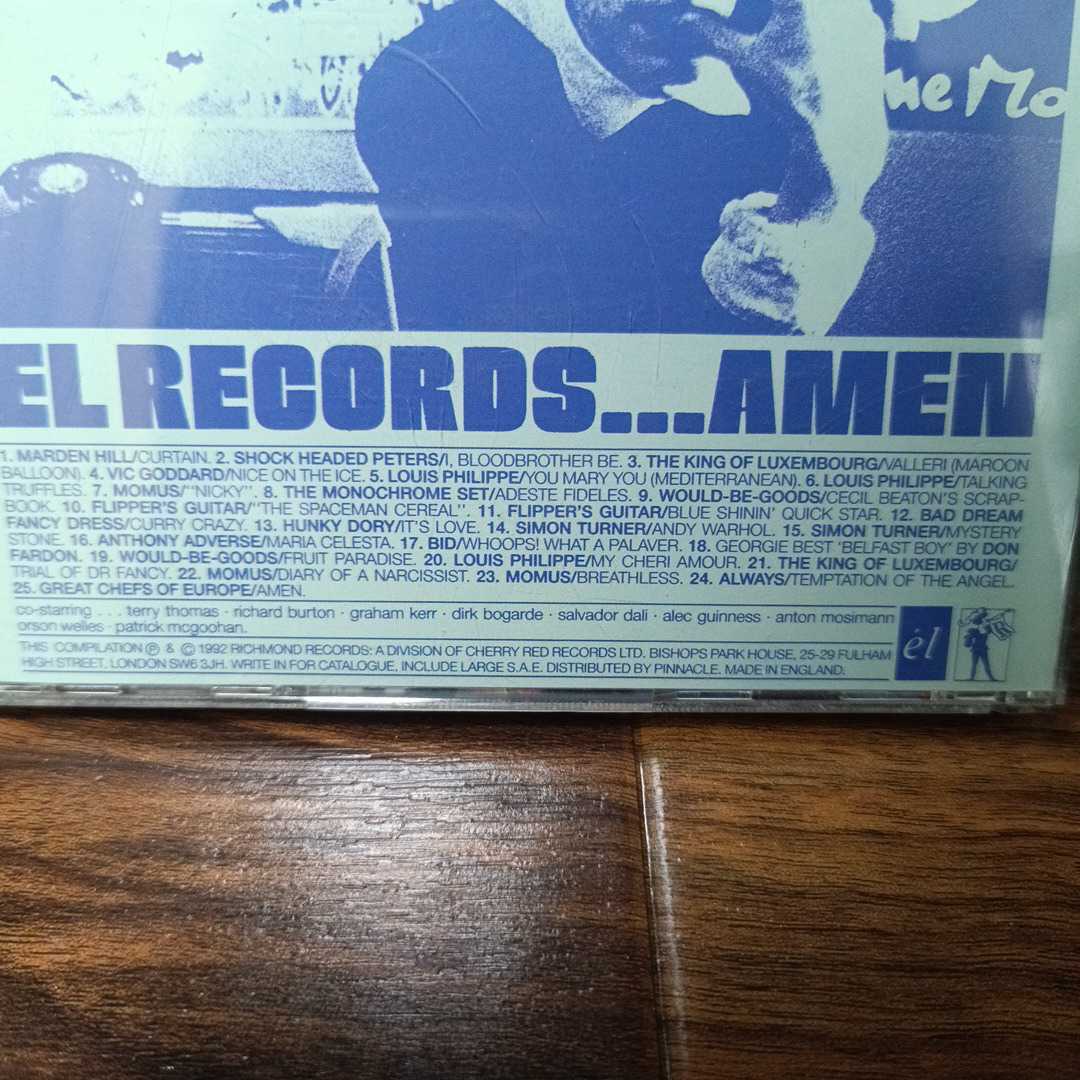 ne Mo
EL RECORDS....AMEN
1. MARDEN HILL/CURTAIN. 2. SHOCK HEADED PETERS/I, BLOODBROTHER BE. 3. THE KING OF LUXEMBOURG/VALLERI (MAROON
BALLOON). 4. VIC GODDARD/NICE ON THE ICE. 5. LOUIS PHILIPPE/YOU MARY YOU (MEDITERRANEAN). 6. LOUIS PHILIPPE/TALKING
TRUFFLES. 7. MOMUS/"NICKY". 8. THE MONOCHROME SET/ADESTE FIDELES. 9. WOULD-BE-GOODS/CECIL BEATON'S SCRAP-
BOOK. 10. FLIPPER'S GUITAR/"THE SPACEMAN CEREAL". 11. FLIPPER'S GUITAR/BLUE SHININ' QUICK STAR. 12. BAD DREAM
FANCY DRESS/CURRY CRAZY. 13. HUNKY DORY/IT'S LOVE. 14. SIMON TURNER/ANDY WARHOL. 15. SIMON TURNER/MYSTERY
STONE. 16. ANTHONY ADVERSE/MARIA CELESTA. 17. BID/WHOOPS! WHAT A PALAVER. 18. GEORGIE BEST 'BELFAST BOY' BY DON
FARDON. 19. WOULD-BE-GOODS/FRUIT PARADISE. 20. LOUIS PHILIPPE/MY CHERI AMOUR. 21. THE KING OF LUXEMBOURG/
TRIAL OF DR FANCY. 22. MOMUS/DIARY OF A NARCISSIST. 23. MOMUS/BREATHLESS. 24. ALWAYS/TEMPTATION OF THE ANGEL.
25. GREAT CHEFS OF EUROPE/AMEN.
co-starring . . . terry thomas · richard burton · graham kerr · dirk bogarde · salvador dali · alec guinness · anton mosimann
orson welles · patrick mcgoohan.
THIS COMPILATION ℗ & © 1992 RICHMOND RECORDS: A DIVISION OF CHERRY RED RECORDS LTD. BISHOPS PARK HOUSE, 25-29 FULHAM
HIGH STREET, LONDON SW6 3JH. WRITE IN FOR CATALOGUE, INCLUDE LARGE S.A.E. DISTRIBUTED BY PINNACLE. MADE IN ENGLAND.
él